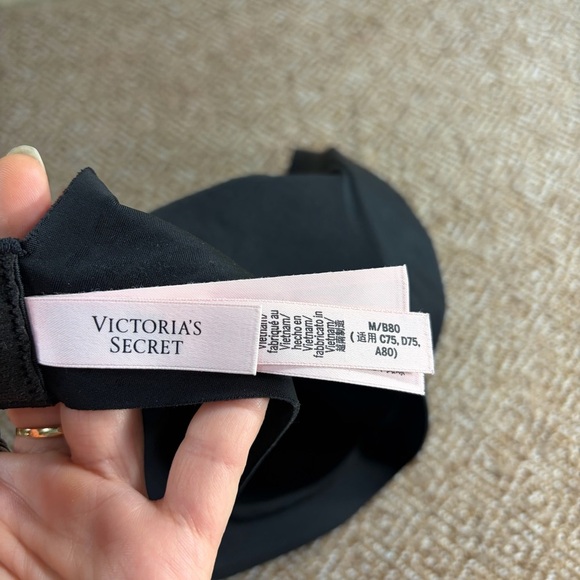 VICTORIA'S
SECRET
Vietnam/
fabriqué au
Vietnam/
hecho en
Vietnam/
fabricato in
Vietnam/
越南制造
M/B80
(适用 C75, D75,
A80)